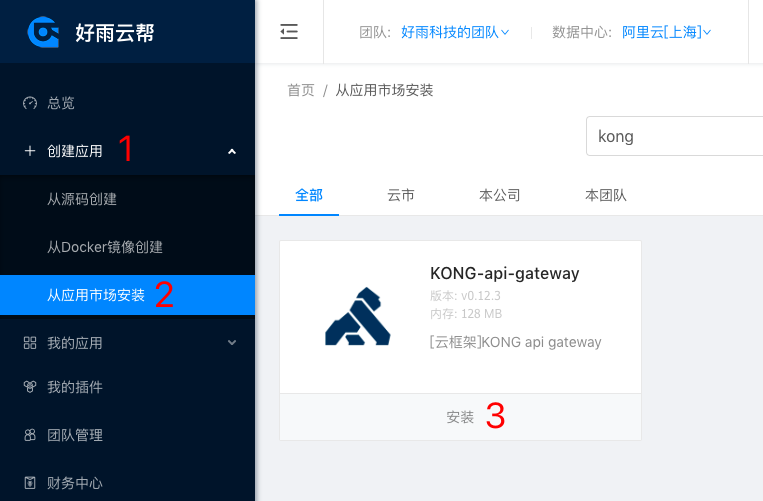 好雨云帮
总览
创建应用 1
从源码创建
从Docker镜像创建
从应用市场安装 2
我的应用
我的插件
团队管理
财务中心
团队: 好雨科技的团队 数据中心: 阿里云[上海]
首页 / 从应用市场安装
kong
全部 云市 本公司 本团队
KONG-api-gateway
版本: v0.12.3
内存: 128 MB
[云框架]KONG api gateway
安装 3